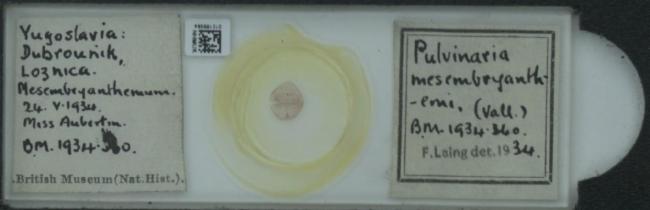 Yugoslavia:
Dubrovnik,
Loznica.
Mesembryanthemum.
24. V. 1934.
Miss Aubertin.
B.M. 1934.360.
British Museum (Nat. Hist.).
Pulvinaria
mesembryanth-
-emi. (Vall.)
B.M. 1934.360.
F. Laing det. 1934.